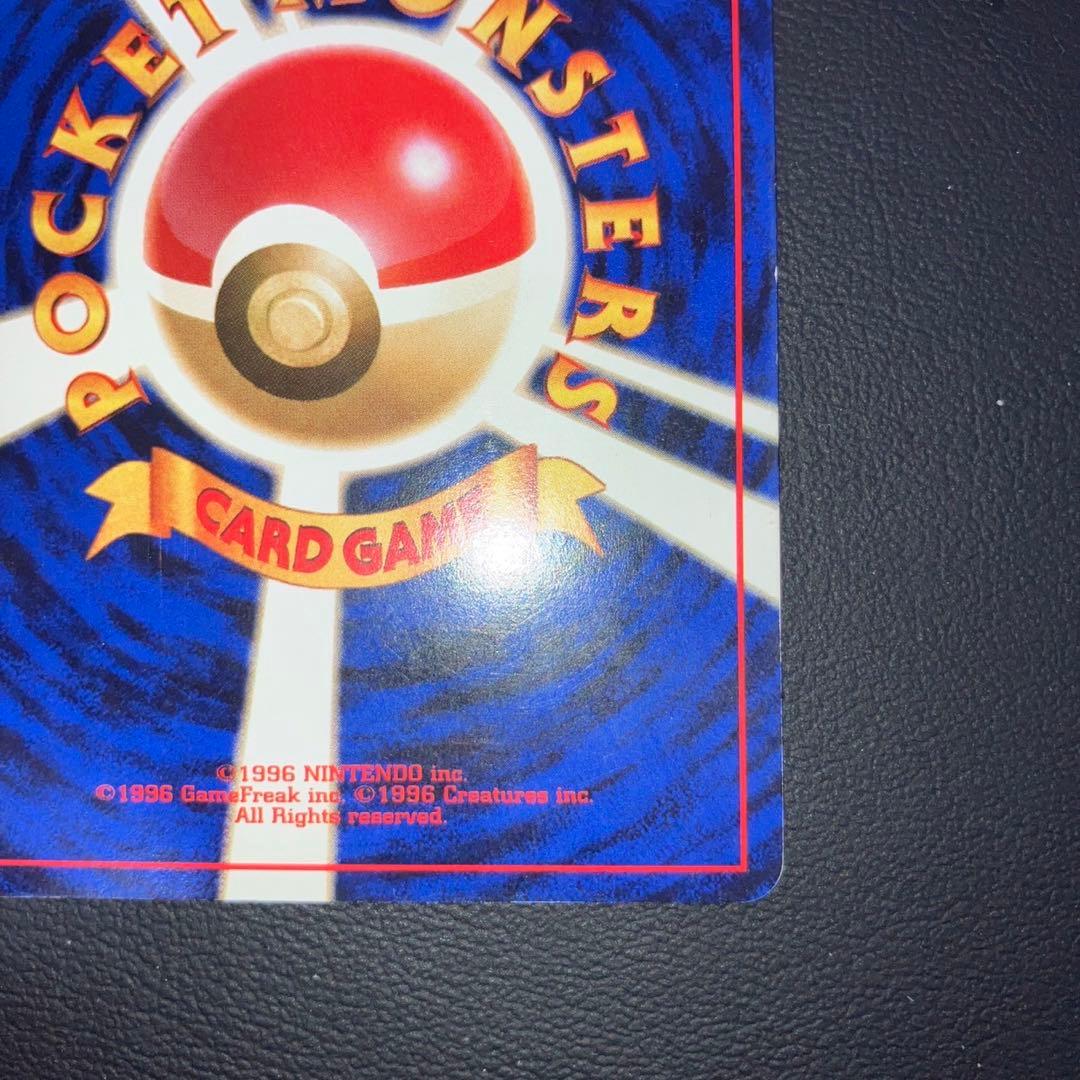 POCKET MONSTERS
CARD GAME
©1996 NINTENDO inc.
©1996 GameFreak inc. ©1996 Creatures inc.
All Rights reserved.